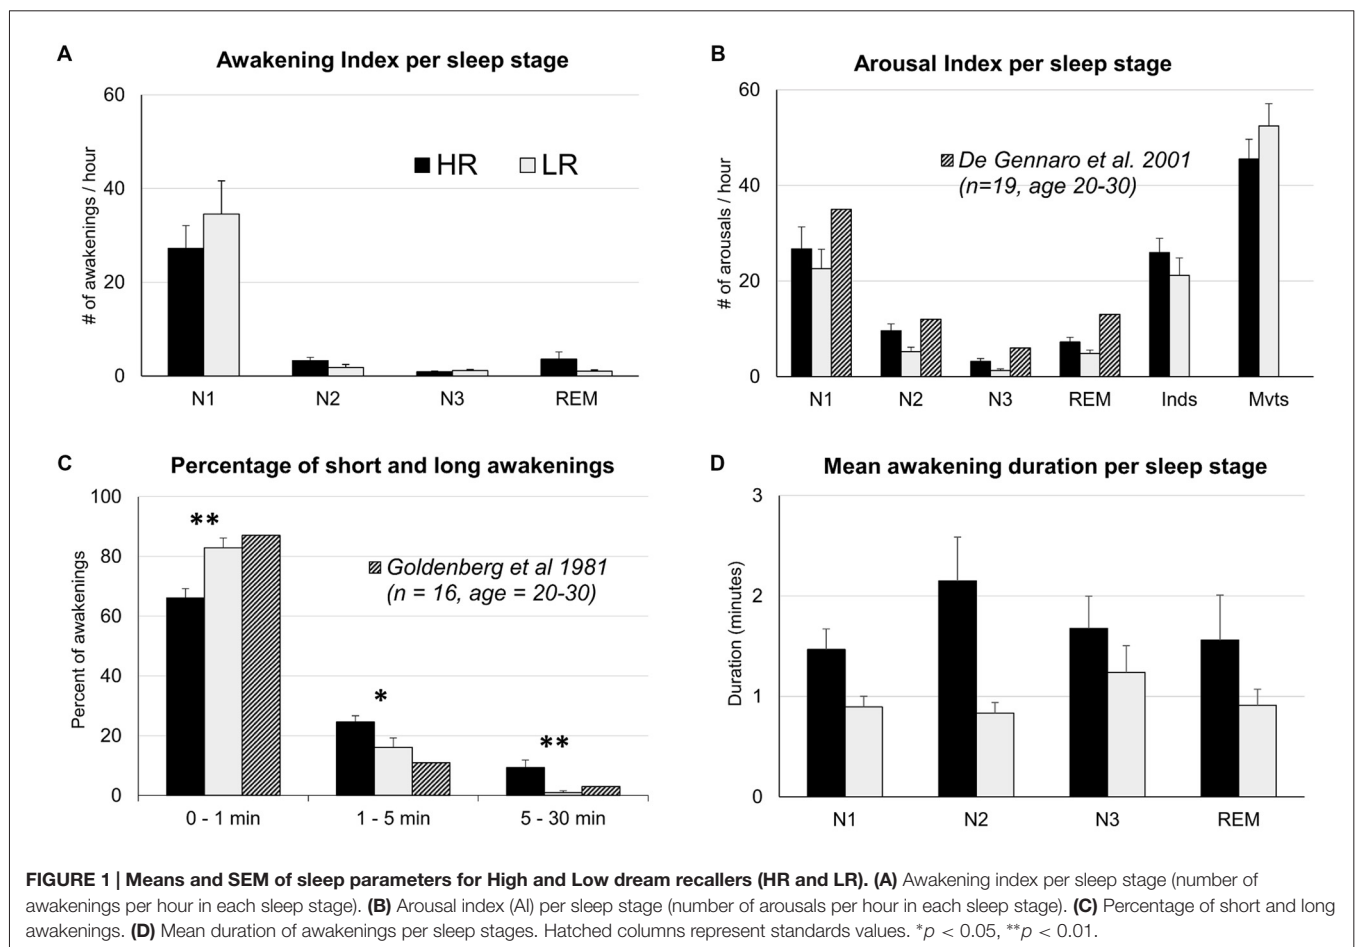 A
Awakening Index per sleep stage
# of awakenings / hour
60
40
20
0
HR LR
N1 N2 N3 REM
B
Arousal Index per sleep stage
# of arousals / hour
60
40
20
0
De Gennaro et al. 2001
(n=19, age 20-30)
N1 N2 N3 REM Inds Mvts
C
Percentage of short and long awakenings
Percent of awakenings
100
80
60
40
20
0
**
*
**
Goldenberg et al 1981
(n = 16, age = 20-30)
0 - 1 min 1 - 5 min 5 - 30 min
D
Mean awakening duration per sleep stage
Duration (minutes)
3
2
1
0
N1 N2 N3 REM
FIGURE 1 | Means and SEM of sleep parameters for High and Low dream recallers (HR and LR). (A) Awakening index per sleep stage (number of
awakenings per hour in each sleep stage). (B) Arousal index (AI) per sleep stage (number of arousals per hour in each sleep stage). (C) Percentage of short and long
awakenings. (D) Mean duration of awakenings per sleep stages. Hatched columns represent standards values. *p < 0.05, **p < 0.01.